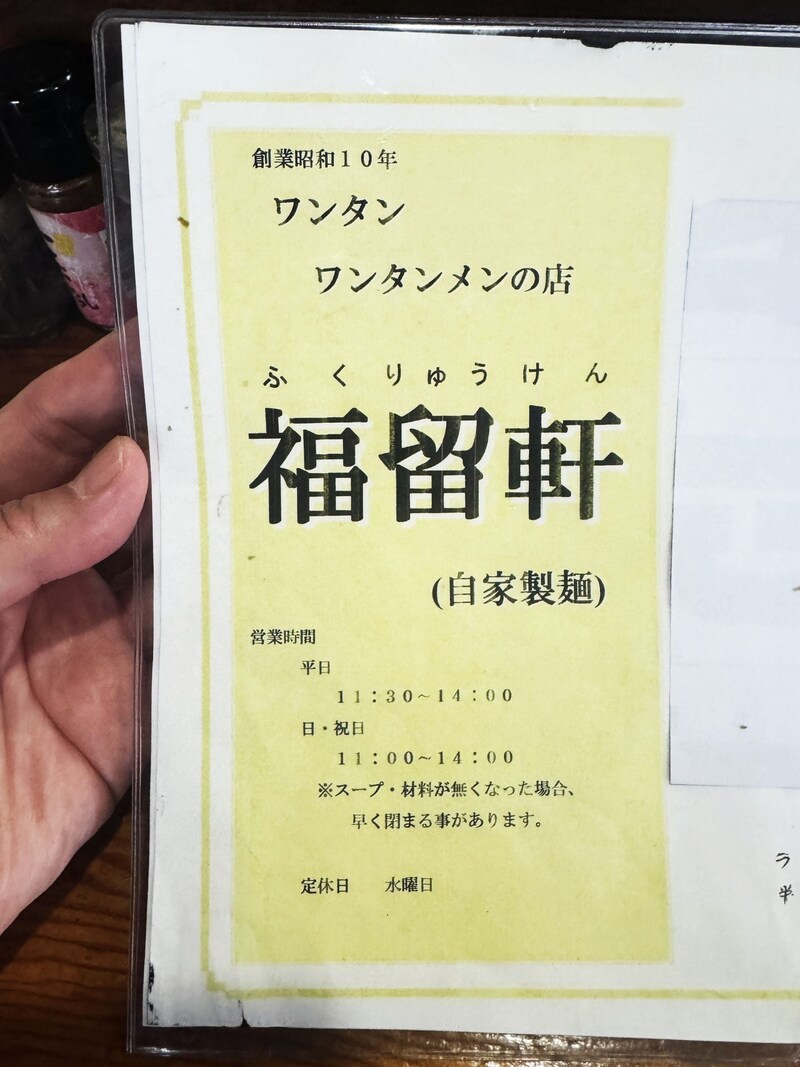 創業昭和１０年
ワンタン
ワンタンメンの店
ふくりゅうけん
福留軒
(自家製麺)
営業時間
平日
１１：３０～１４：００
日・祝日
１１：００～１４：００
※スープ・材料が無くなった場合、
早く閉まる事があります。
定休日　水曜日
ラ
半